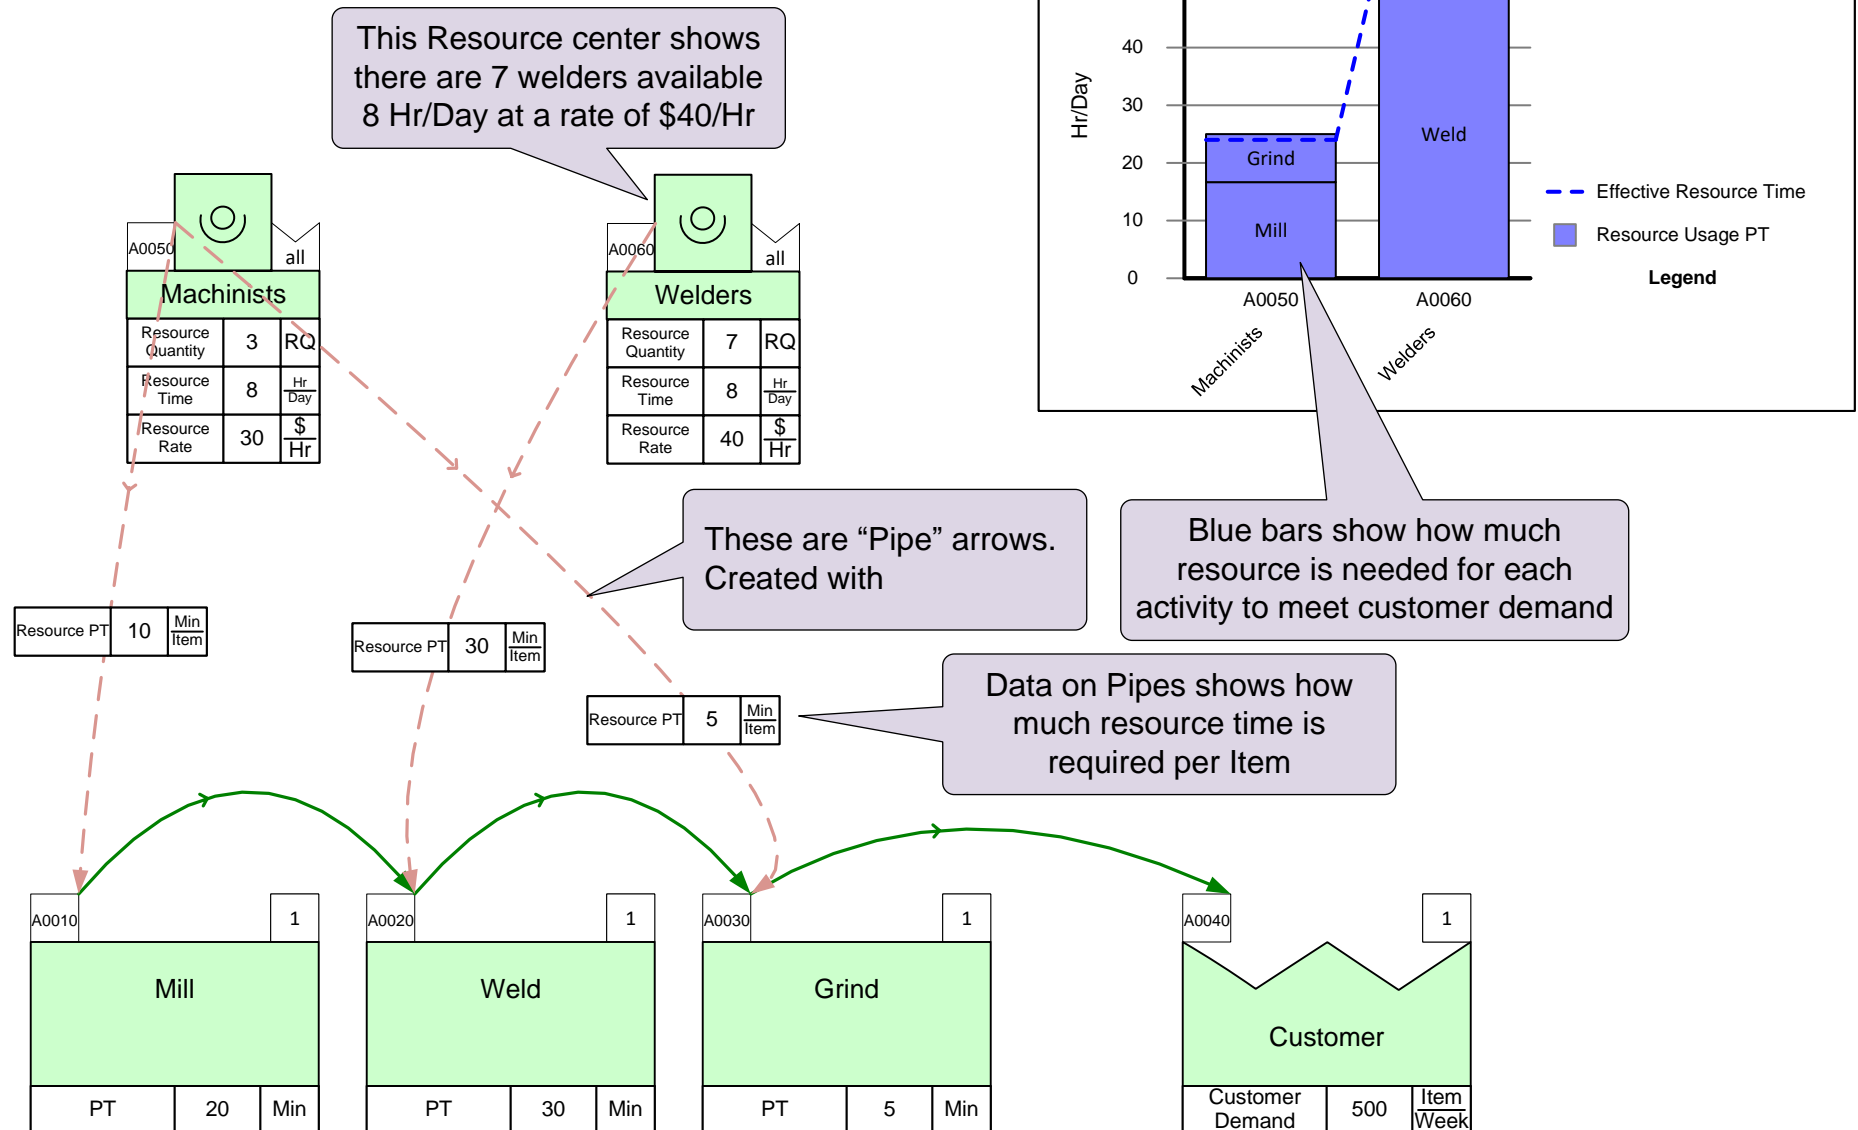 This Resource center shows
there are 7 welders available
8 Hr/Day at a rate of $40/Hr
40
30
20
10
0
Hr/Day
Grind
Mill
Weld
A0050
A0060
Machinists
Welders
Effective Resource Time
Resource Usage PT
Legend
A0050
all
Machinists
Resource
Quantity
3
RQ
Resource
Time
8
Hr
Day
Resource
Rate
30
$
Hr
A0060
all
Welders
Resource
Quantity
7
RQ
Resource
Time
8
Hr
Day
Resource
Rate
40
$
Hr
These are “Pipe” arrows.
Created with
Blue bars show how much
resource is needed for each
activity to meet customer demand
Resource PT 10 Min
Item
Resource PT 30 Min
Item
Resource PT 5 Min
Item
Data on Pipes shows how
much resource time is
required per Item
A0010
1
Mill
PT 20 Min
A0020
1
Weld
PT 30 Min
A0030
1
Grind
PT 5 Min
A0040
1
Customer
Customer
Demand
500
Item
Week